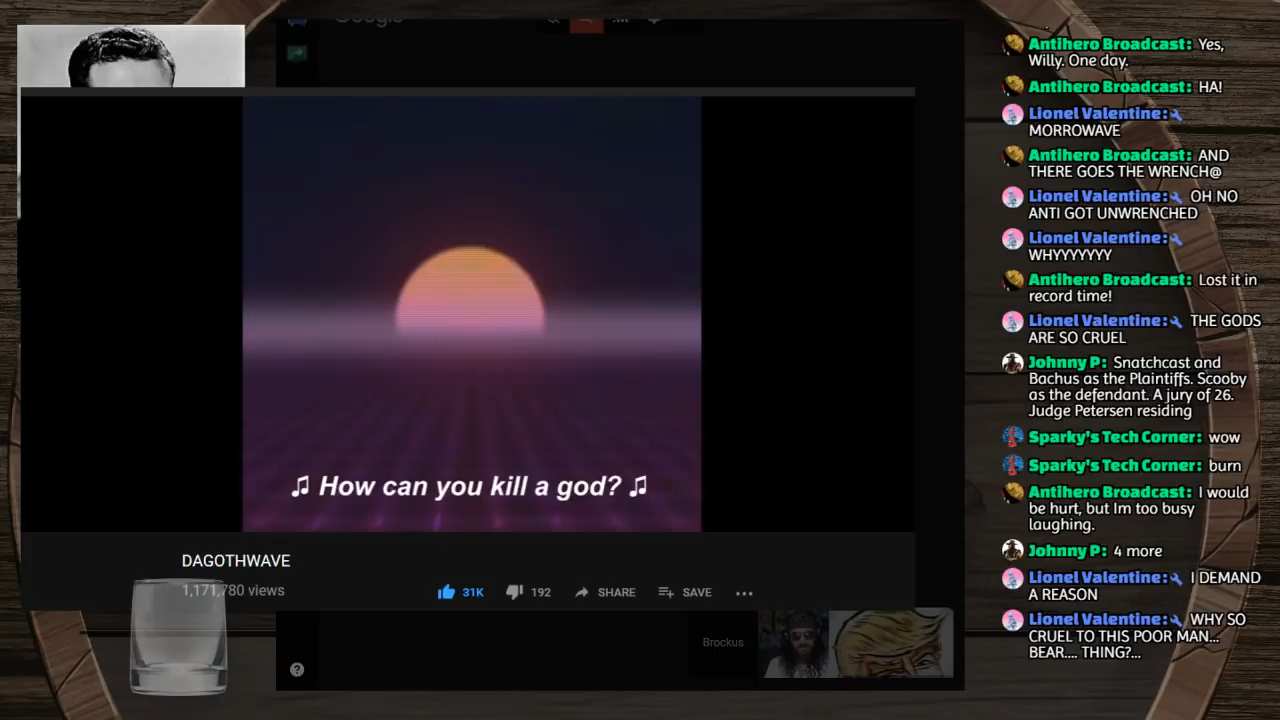 Google
♫ How can you kill a god? ♫
DAGOTHWAVE
1,171,780 views
31K
192
SHARE
SAVE
Brockus
Antihero Broadcast: Yes,
Willy. One day.
Antihero Broadcast: HA!
Lionel Valentine:
MORROWAVE
Antihero Broadcast: AND
THERE GOES THE WRENCH@
Lionel Valentine: OH NO
ANTI GOT UNWRENCHED
Lionel Valentine:
WHYYYYYYY
Antihero Broadcast: Lost it in
record time!
Lionel Valentine: THE GODS
ARE SO CRUEL
Johnny P: Snatchcast and
Bachus as the Plaintiffs. Scooby
as the defendant. A jury of 26.
Judge Petersen residing
Sparky's Tech Corner: wow
Sparky's Tech Corner: burn
Antihero Broadcast: I would
be hurt, but Im too busy
laughing.
Johnny P: 4 more
Lionel Valentine: I DEMAND
A REASON
Lionel Valentine: WHY SO
CRUEL TO THIS POOR MAN...
BEAR.... THING?...